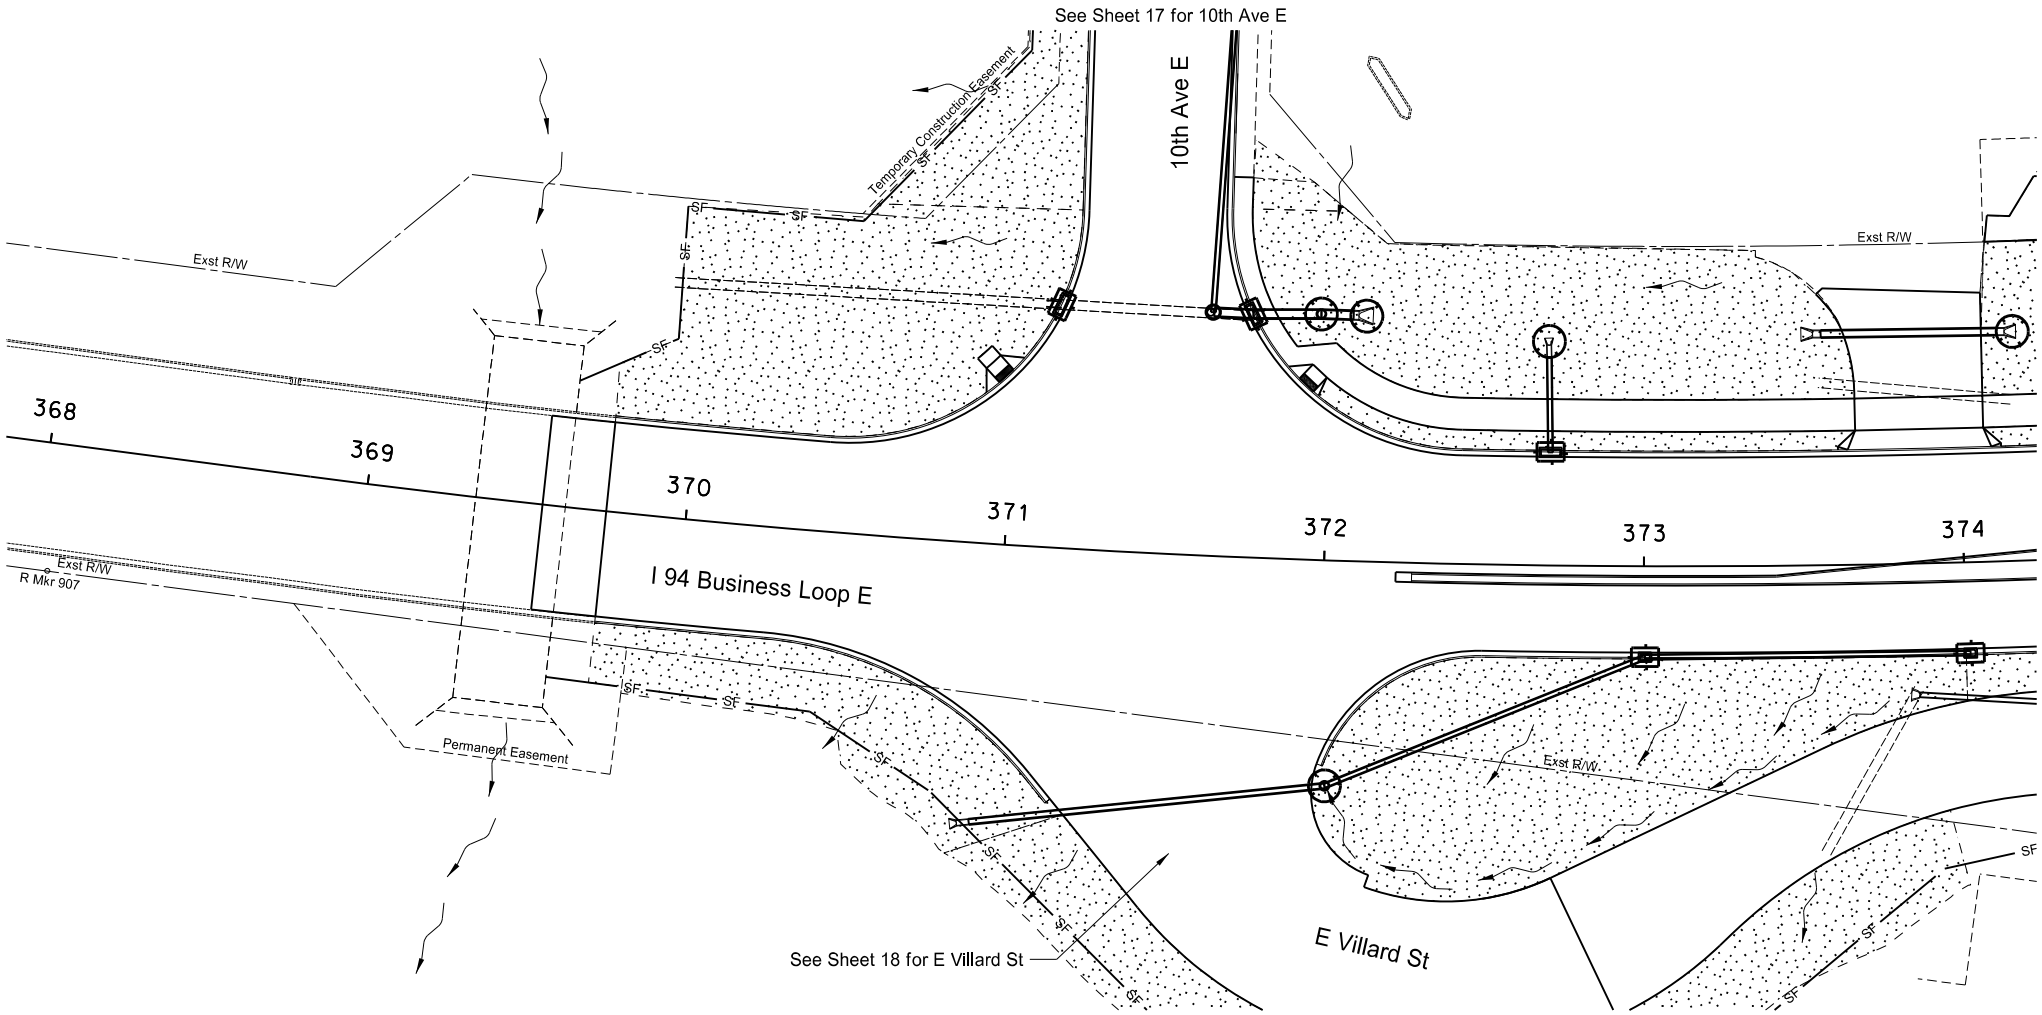 See Sheet 17 for 10th Ave E
10th Ave E
Temporary Construction Easement
SF
SF
SF
SF
SF
SF
Exst R/W
Exst R/W
368
369
370
371
372
373
374
Exst R/W
R Mkr 907
I 94 Business Loop E
SF
SF
Permanent Easement
SF
Exst R/W
SF
SF
SF
SF
SF
SF
See Sheet 18 for E Villard St
E Villard St